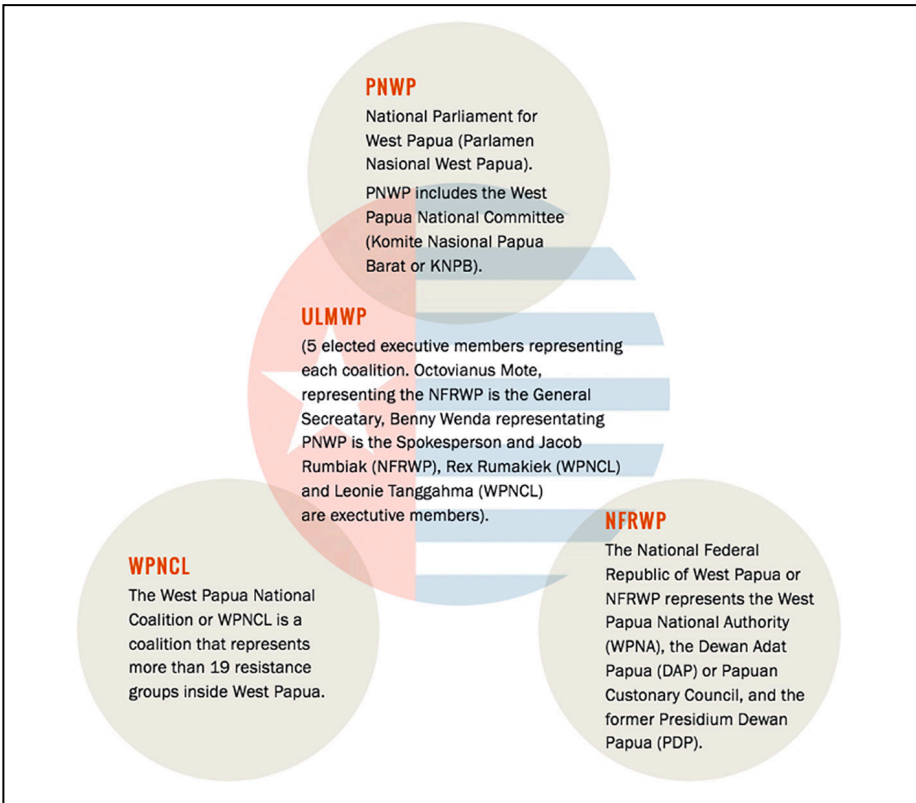 PNWP
National Parliament for
West Papua (Parlamen
Nasional West Papua).
PNWP includes the West
Papua National Committee
(Komite Nasional Papua
Barat or KNPB).
ULMWP
(5 elected executive members representing
each coalition. Octovianus Mote,
representing the NFRWP is the General
Secreatary, Benny Wenda representating
PNWP is the Spokesperson and Jacob
Rumbiak (NFRWP), Rex Rumakiek (WPNCL)
and Leonie Tanggahma (WPNCL)
are exectutive members).
WPNCL
The West Papua National
Coalition or WPNCL is a
coalition that represents
more than 19 resistance
groups inside West Papua.
NFRWP
The National Federal
Republic of West Papua or
NFRWP represents the West
Papua National Authority
(WPNA), the Dewan Adat
Papua (DAP) or Papuan
Custonary Council, and the
former Presidium Dewan
Papua (PDP).